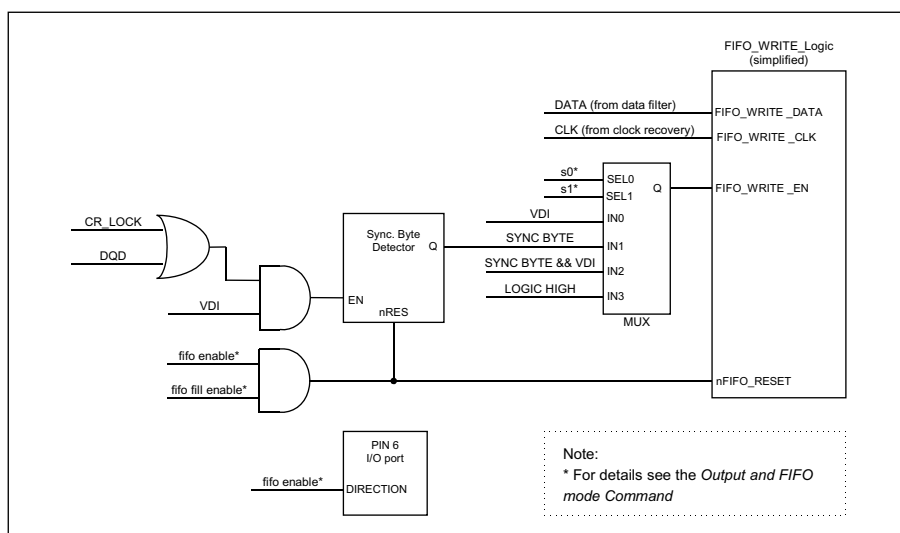 FIFO_WRITE_Logic
(simplified)
DATA (from data filter)
FIFO_WRITE _DATA
CLK (from clock recovery)
FIFO_WRITE _CLK
s0*
SEL0
Q
FIFO_WRITE _EN
s1*
SEL1
VDI
IN0
CR_LOCK
Sync. Byte
Detector
Q
SYNC BYTE
IN1
DQD
SYNC BYTE && VDI
IN2
LOGIC HIGH
IN3
VDI
EN
nRES
MUX
fifo enable*
fifo fill enable*
nFIFO_RESET
PIN 6
I/O port
fifo enable*
DIRECTION
Note:
* For details see the Output and FIFO
mode Command